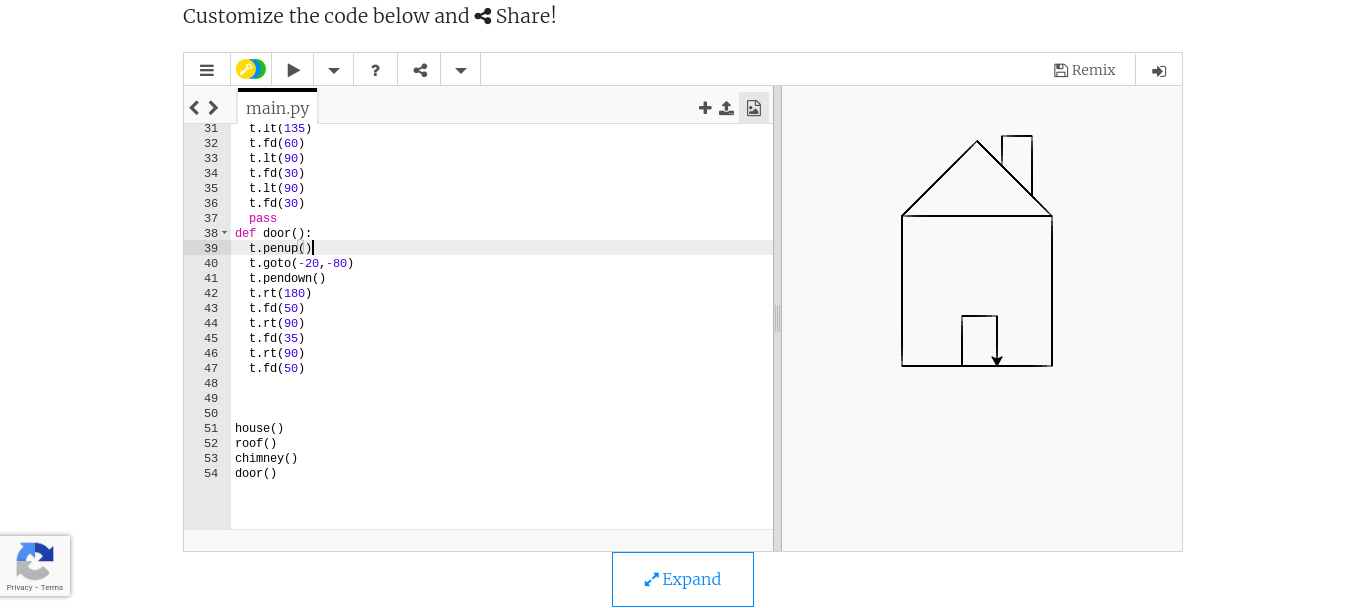 Customize the code below and Share!
? Remix
main.py
31 t.lt(135)
32 t.fd(60)
33 t.lt(90)
34 t.fd(30)
35 t.lt(90)
36 t.fd(30)
37 pass
38 def door():
39 t.penup()
40 t.goto(-20,-80)
41 t.pendown()
42 t.rt(180)
43 t.fd(50)
44 t.rt(90)
45 t.fd(35)
46 t.rt(90)
47 t.fd(50)
48
49
50
51 house()
52 roof()
53 chimney()
54 door()
Privacy - Terms
Expand